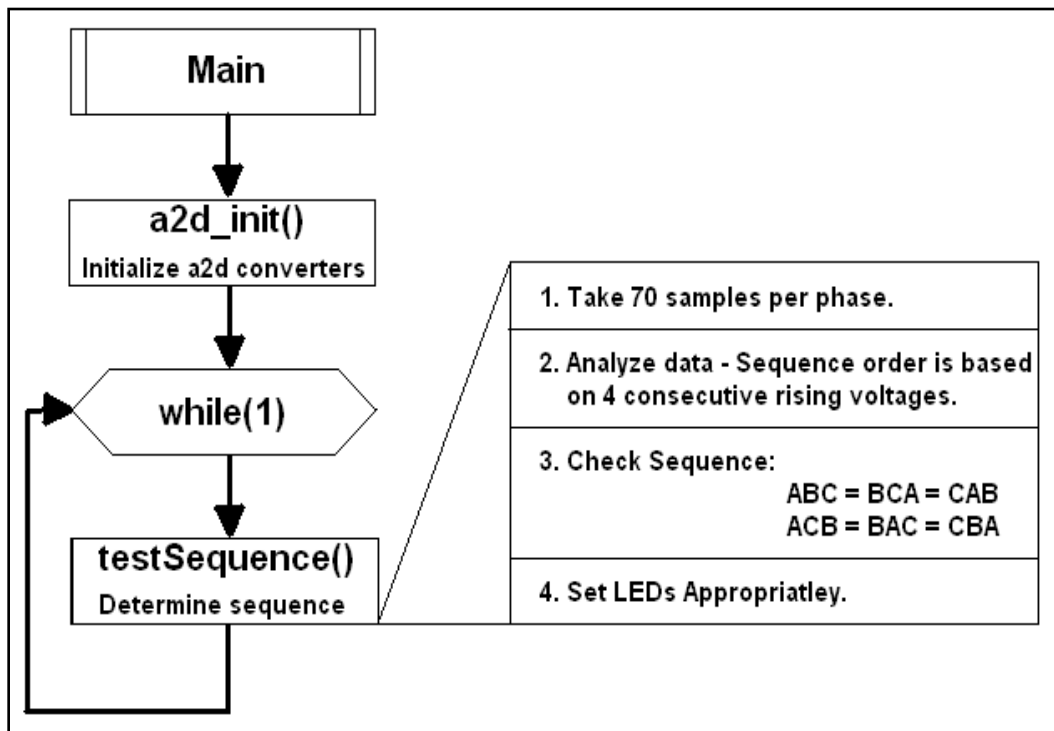 Main
a2d_init()
Initialize a2d converters
while(1)
testSequence()
Determine sequence
1. Take 70 samples per phase.
2. Analyze data - Sequence order is based
on 4 consecutive rising voltages.
3. Check Sequence:
ABC = BCA = CAB
ACB = BAC = CBA
4. Set LEDs Appropriatley.